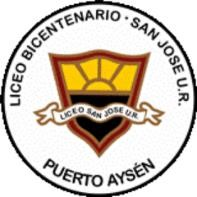 LICEO BICENTENARIO · SAN JOSE U.R.
LICEO SAN JOSE U.R.
PUERTO AYSÉN